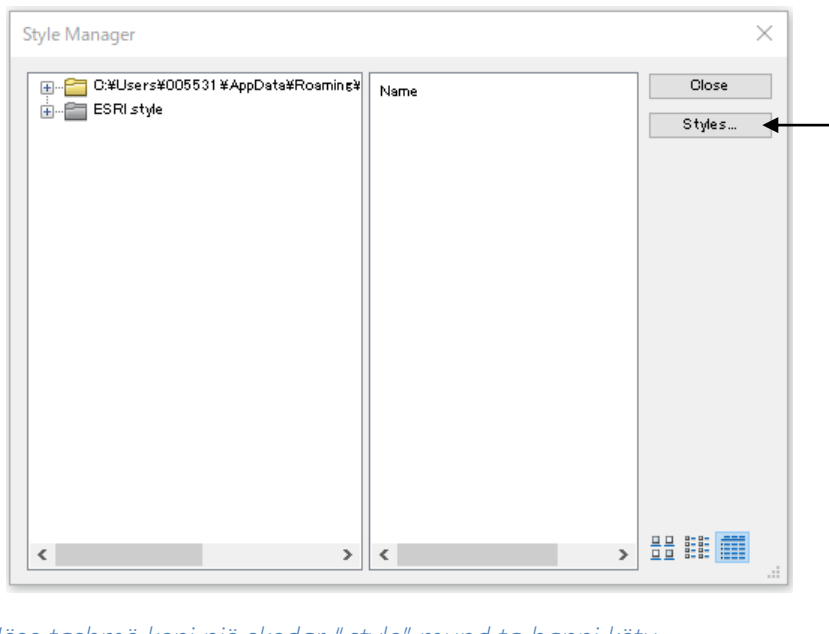 Style Manager
C:¥Users¥005531¥AppData¥Roaming¥
ESRI.style
Name
Close
Styles...